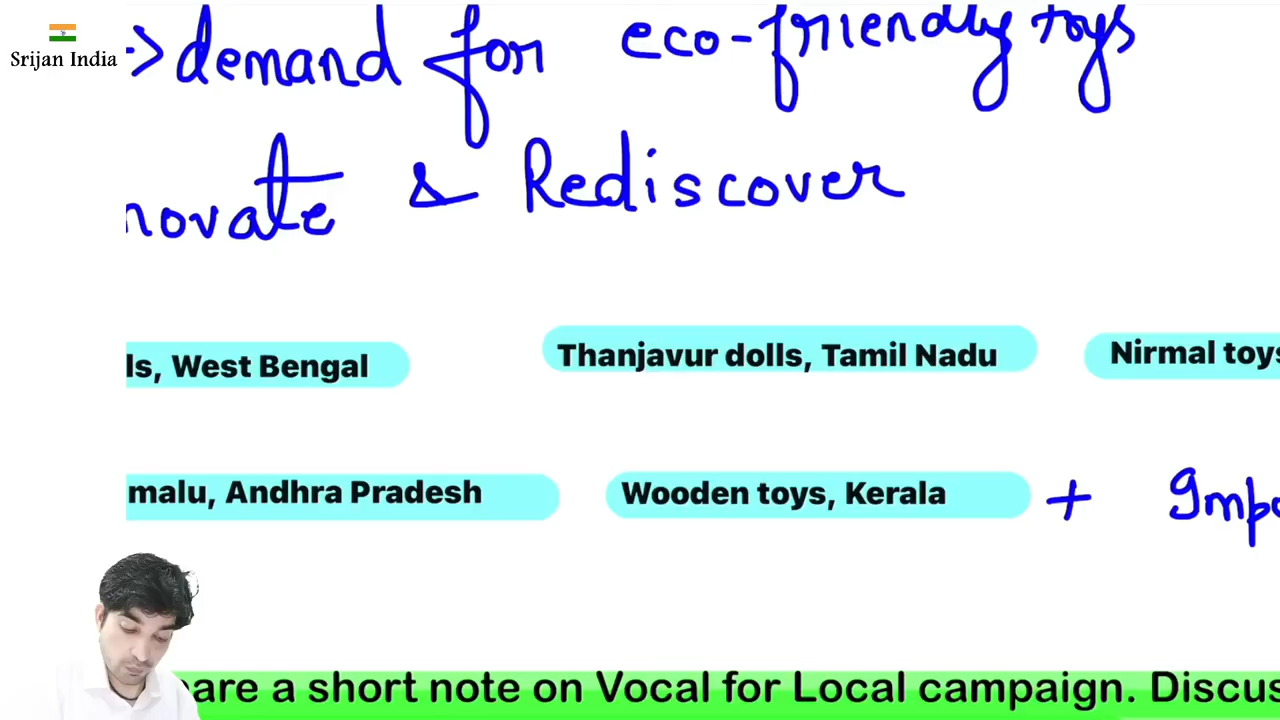 Srijan India
-> demand for eco-friendly toys
novate & Rediscover
ls, West Bengal
Thanjavur dolls, Tamil Nadu
Nirmal toys
malu, Andhra Pradesh
Wooden toys, Kerala
+ Impo
are a short note on Vocal for Local campaign. Discus